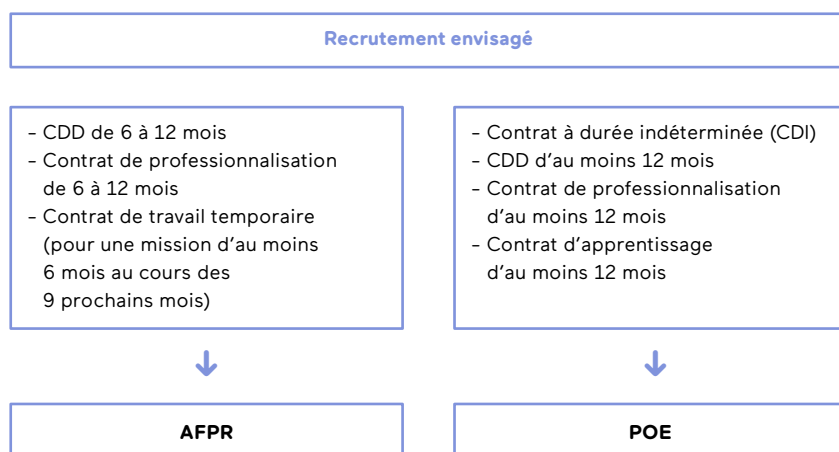 Recrutement envisagé
– CDD de 6 à 12 mois
– Contrat de professionnalisation
de 6 à 12 mois
– Contrat de travail temporaire
(pour une mission d’au moins
6 mois au cours des
9 prochains mois)
– Contrat à durée indéterminée (CDI)
– CDD d’au moins 12 mois
– Contrat de professionnalisation
d’au moins 12 mois
– Contrat d’apprentissage
d’au moins 12 mois
AFPR
POE